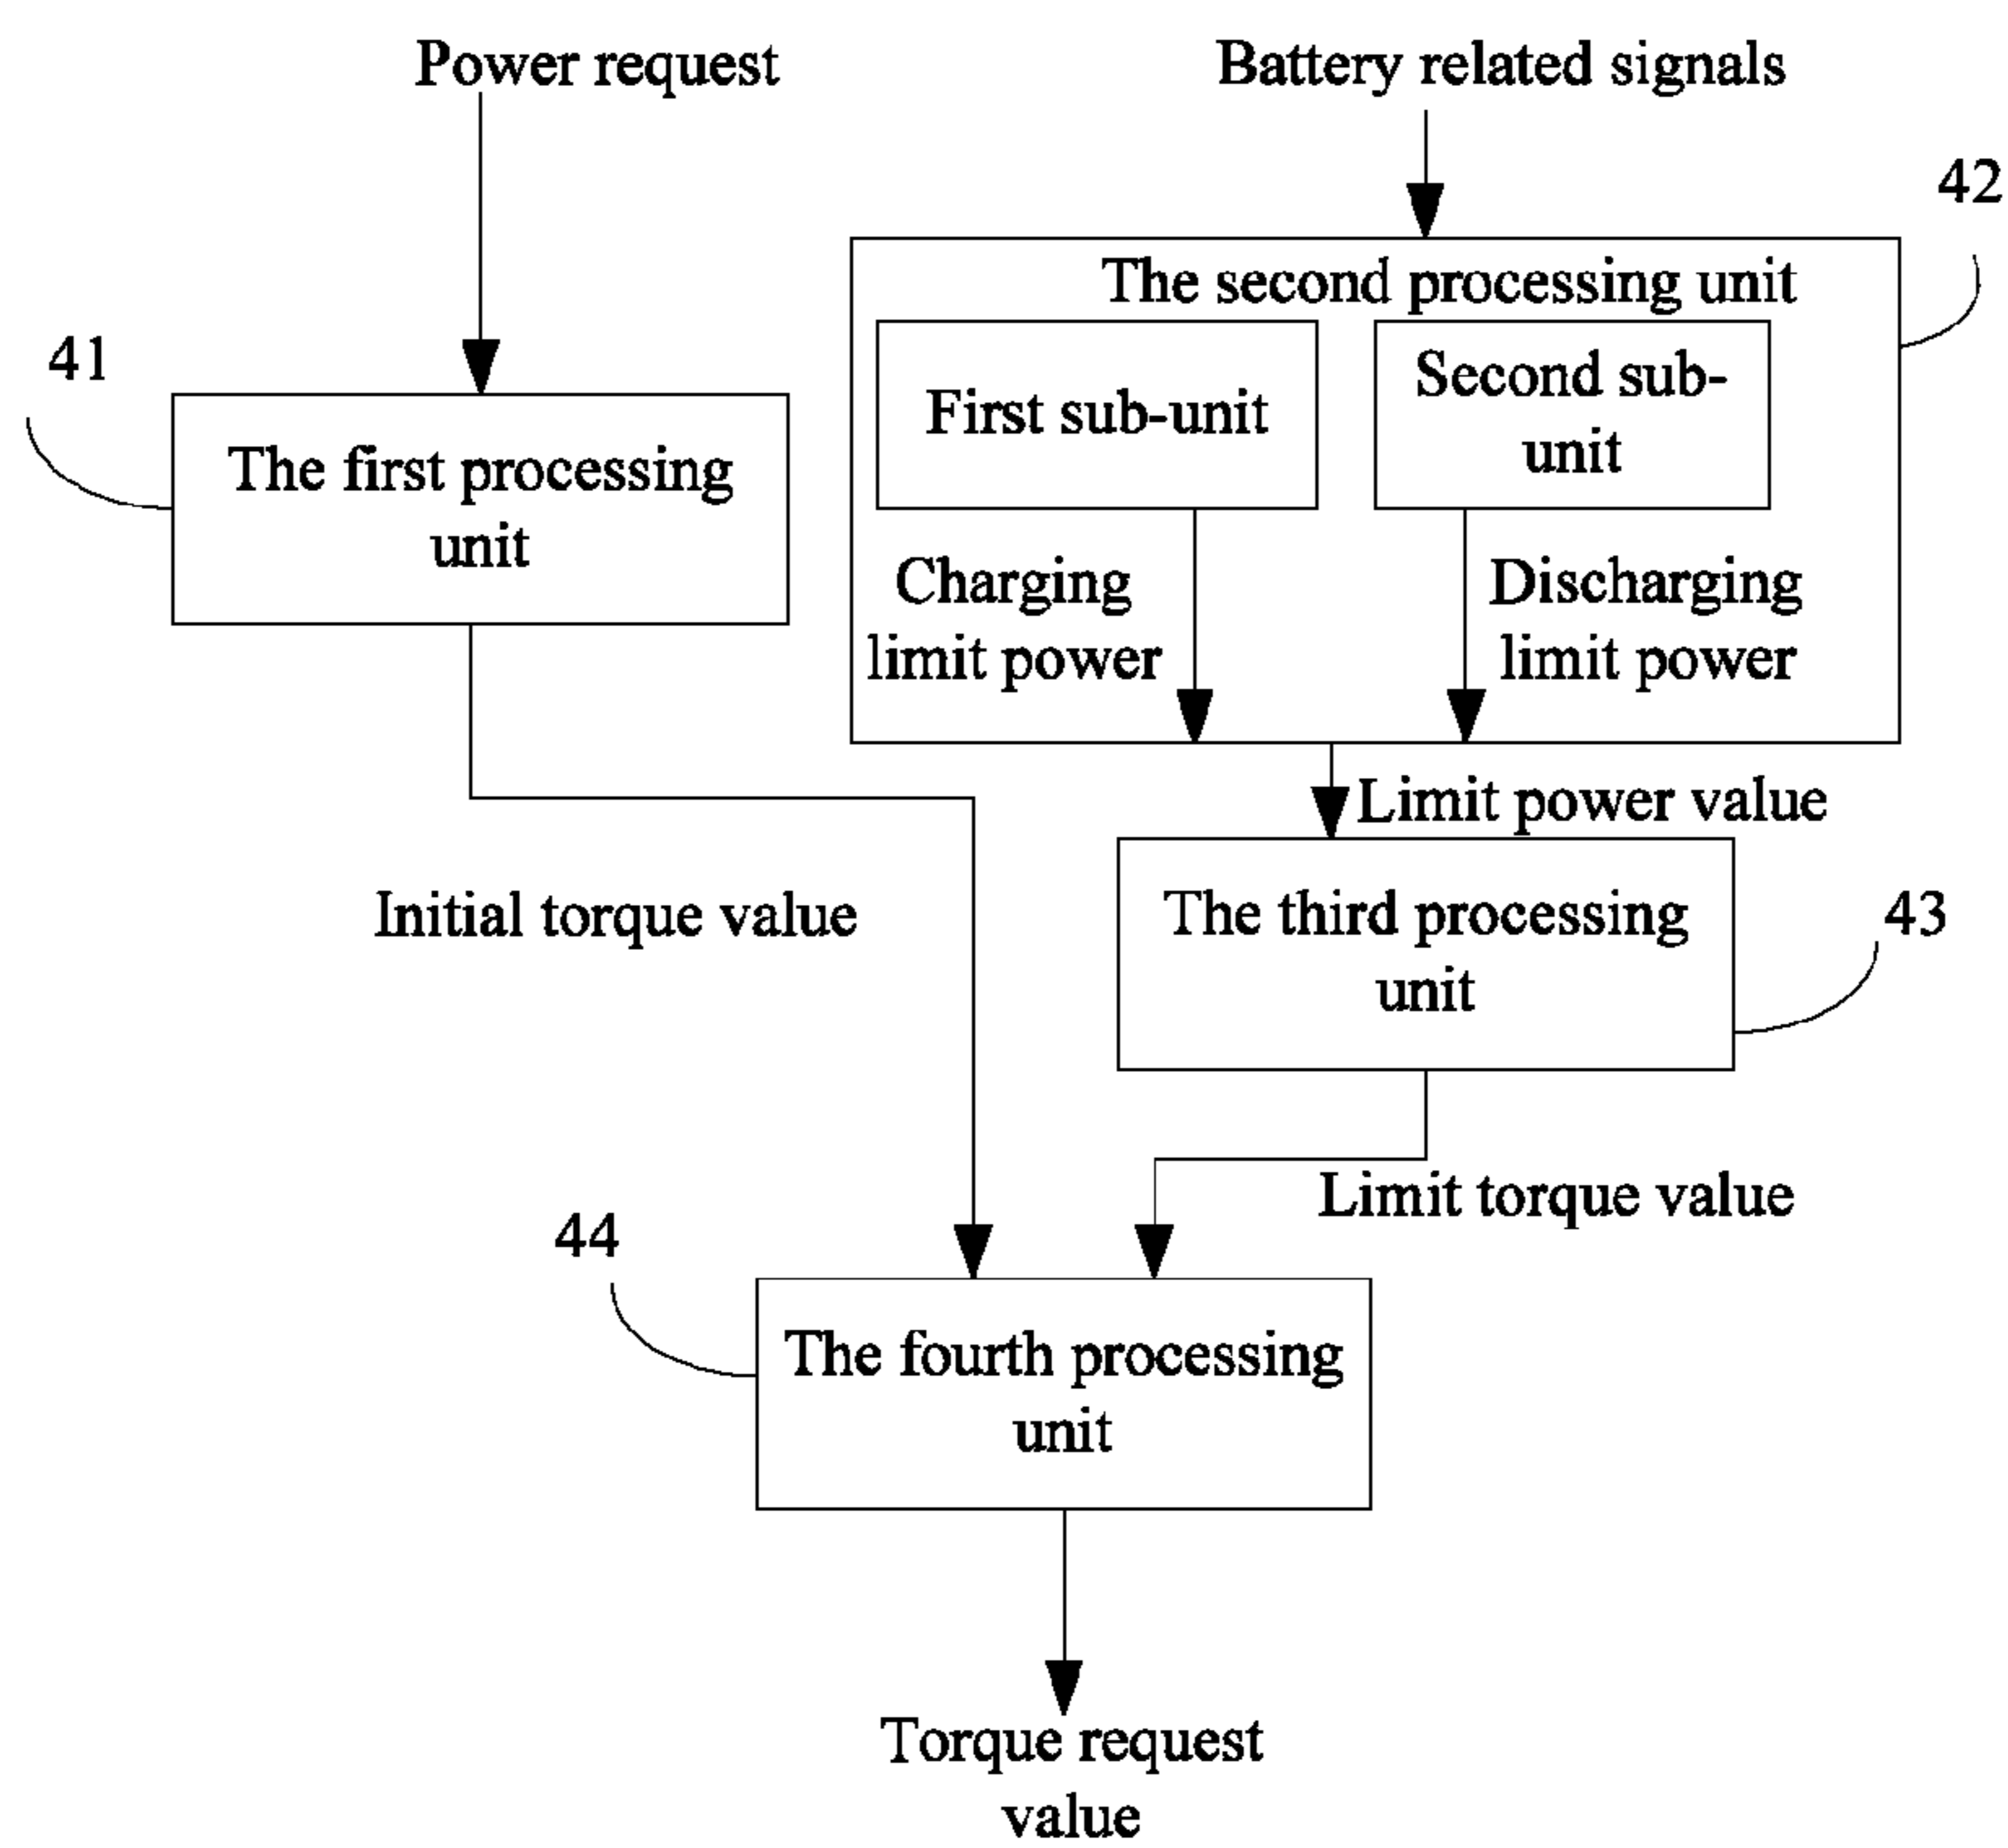 Power request
Battery related signals
42
The second processing unit
41
First sub-unit
Second sub-
unit
The first processing
unit
Charging
limit power
Discharging
limit power
Limit power value
Initial torque value
The third processing
unit
43
Limit torque value
44
The fourth processing
unit
Torque request
value